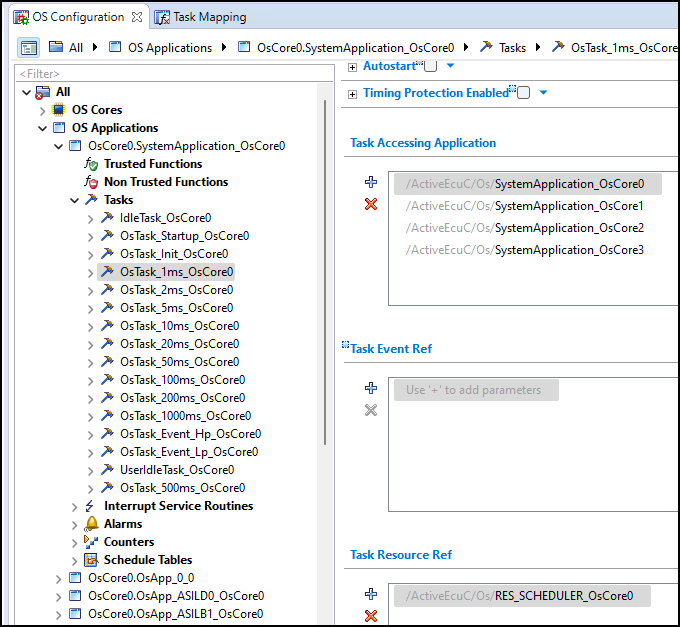 OS Configuration
Task Mapping
All
OS Applications
OsCore0.SystemApplication_OsCore0
Tasks
OsTask_1ms_OsCore
<Filter>
All
OS Cores
OS Applications
OsCore0.SystemApplication_OsCore0
Trusted Functions
Non Trusted Functions
Tasks
IdleTask_OsCore0
OsTask_Startup_OsCore0
OsTask_Init_OsCore0
OsTask_1ms_OsCore0
OsTask_2ms_OsCore0
OsTask_5ms_OsCore0
OsTask_10ms_OsCore0
OsTask_20ms_OsCore0
OsTask_50ms_OsCore0
OsTask_100ms_OsCore0
OsTask_200ms_OsCore0
OsTask_1000ms_OsCore0
OsTask_Event_Hp_OsCore0
OsTask_Event_Lp_OsCore0
UserIdleTask_OsCore0
OsTask_500ms_OsCore0
Interrupt Service Routines
Alarms
Counters
Schedule Tables
OsCore0.OsApp_0_0
OsCore0.OsApp_ASILD0_OsCore0
OsCore0.OsApp_ASILB1_OsCore0
Autostart
Timing Protection Enabled
Task Accessing Application
/ActiveEcuC/Os/SystemApplication_OsCore0
/ActiveEcuC/Os/SystemApplication_OsCore1
/ActiveEcuC/Os/SystemApplication_OsCore2
/ActiveEcuC/Os/SystemApplication_OsCore3
Task Event Ref
Use '+' to add parameters
Task Resource Ref
/ActiveEcuC/Os/RES_SCHEDULER_OsCore0